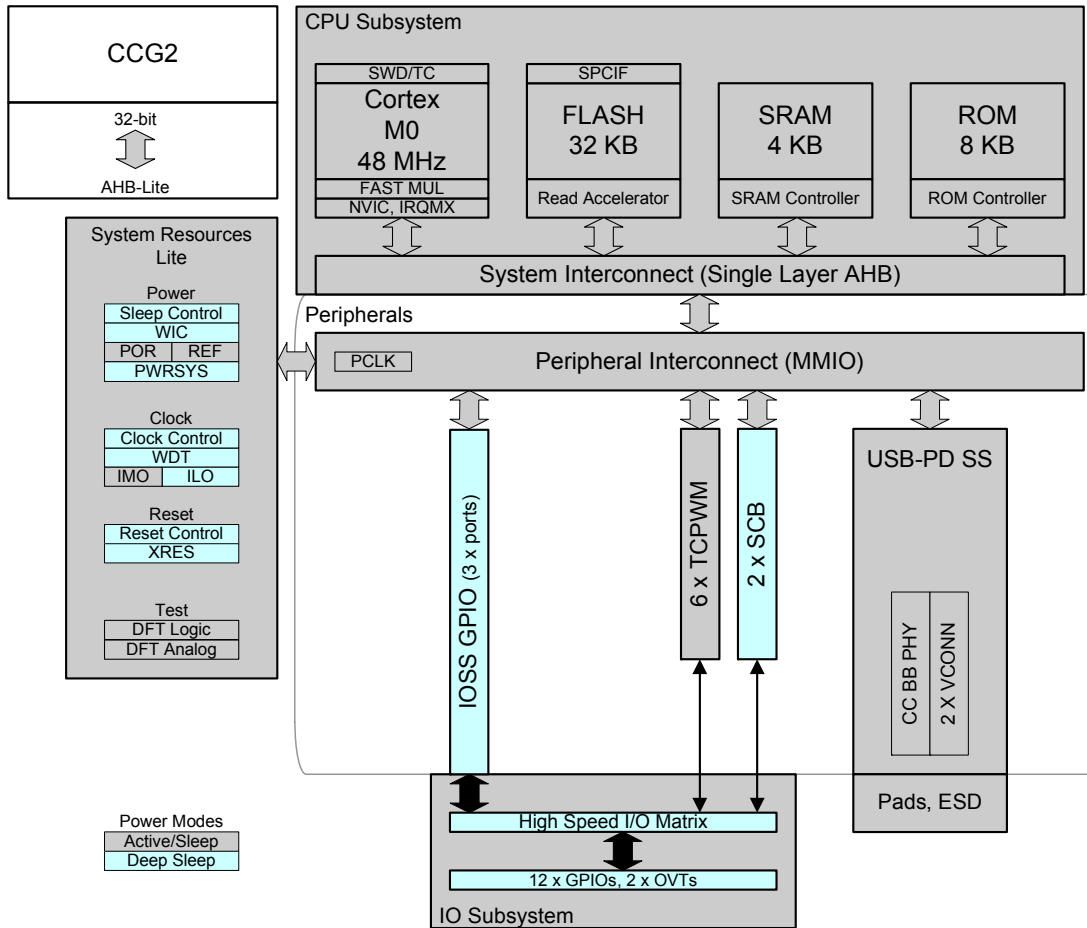 CCG2
32-bit
AHB-Lite
CPU Subsystem
SWD/TC
Cortex
M0
48 MHz
FAST MUL
NVIC, IRQMX
SPCIF
FLASH
32 KB
Read Accelerator
SRAM
4 KB
SRAM Controller
ROM
8 KB
ROM Controller
System Interconnect (Single Layer AHB)
System Resources
Lite
Power
Sleep Control
WIC
POR REF
PWRSYS
Clock
Clock Control
WDT
IMO ILO
Reset
Reset Control
XRES
Test
DFT Logic
DFT Analog
Peripherals
PCLK
Peripheral Interconnect (MMIO)
IOSS GPIO (3 x ports)
6 x TCPWM
2 x SCB
USB-PD SS
CC BB PHY
2 X VCONN
Pads, ESD
High Speed I/O Matrix
12 x GPIOs, 2 x OVTs
IO Subsystem
Power Modes
Active/Sleep
Deep Sleep